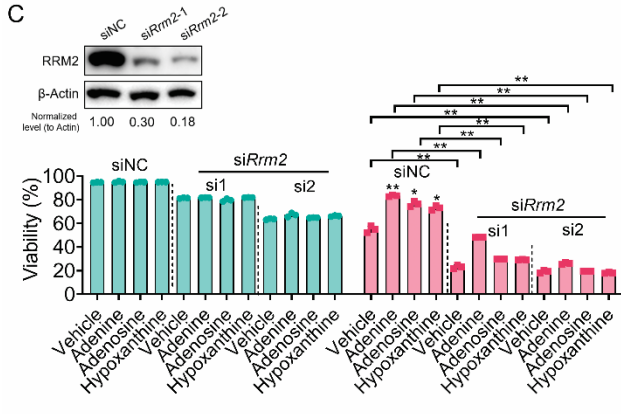 C
siNC siRrm2-1 siRrm2-2
RRM2
β-Actin
Normalized
level (to Actin)
1.00 0.30 0.18
**
**
**
**
**
**
**
**
Viability (%)
100
80
60
40
20
0
siNC
siRrm2
si1
si2
siNC
siRrm2
si1
si2
** * *
Vehicle
Adenine
Adenosine
Hypoxanthine
Vehicle
Adenine
Adenosine
Hypoxanthine
Vehicle
Adenine
Adenosine
Hypoxanthine
Vehicle
Adenine
Adenosine
Hypoxanthine
Vehicle
Adenine
Adenosine
Hypoxanthine
Vehicle
Adenine
Adenosine
Hypoxanthine